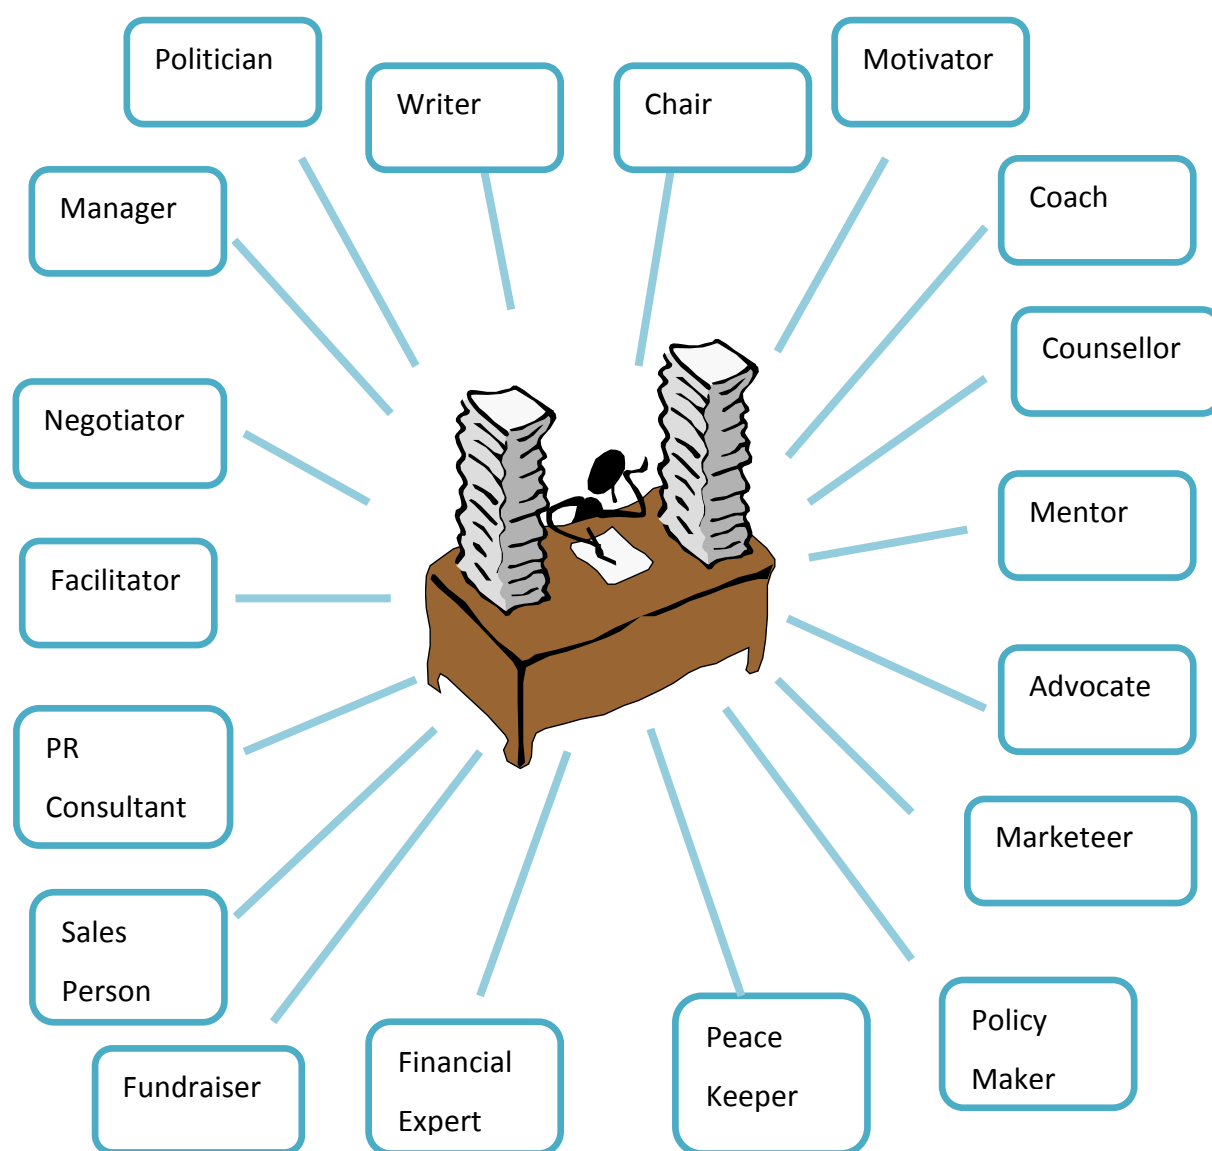 Politician
Writer
Chair
Motivator
Manager
Coach
Counsellor
Negotiator
Mentor
Facilitator
Advocate
PR
Consultant
Marketeer
Sales
Person
Policy
Maker
Peace
Keeper
Financial
Expert
Fundraiser